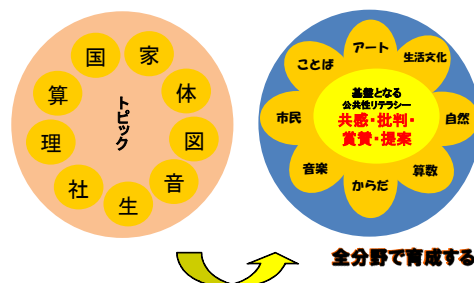 国
家
算
体
トピック
理
図
社
音
生
アート
ことば
生活文化
基盤となる
公共性リテラシー
共感・批判・
賞賛・提案
市民
自然
音楽
算数
からだ
全分野で育成する